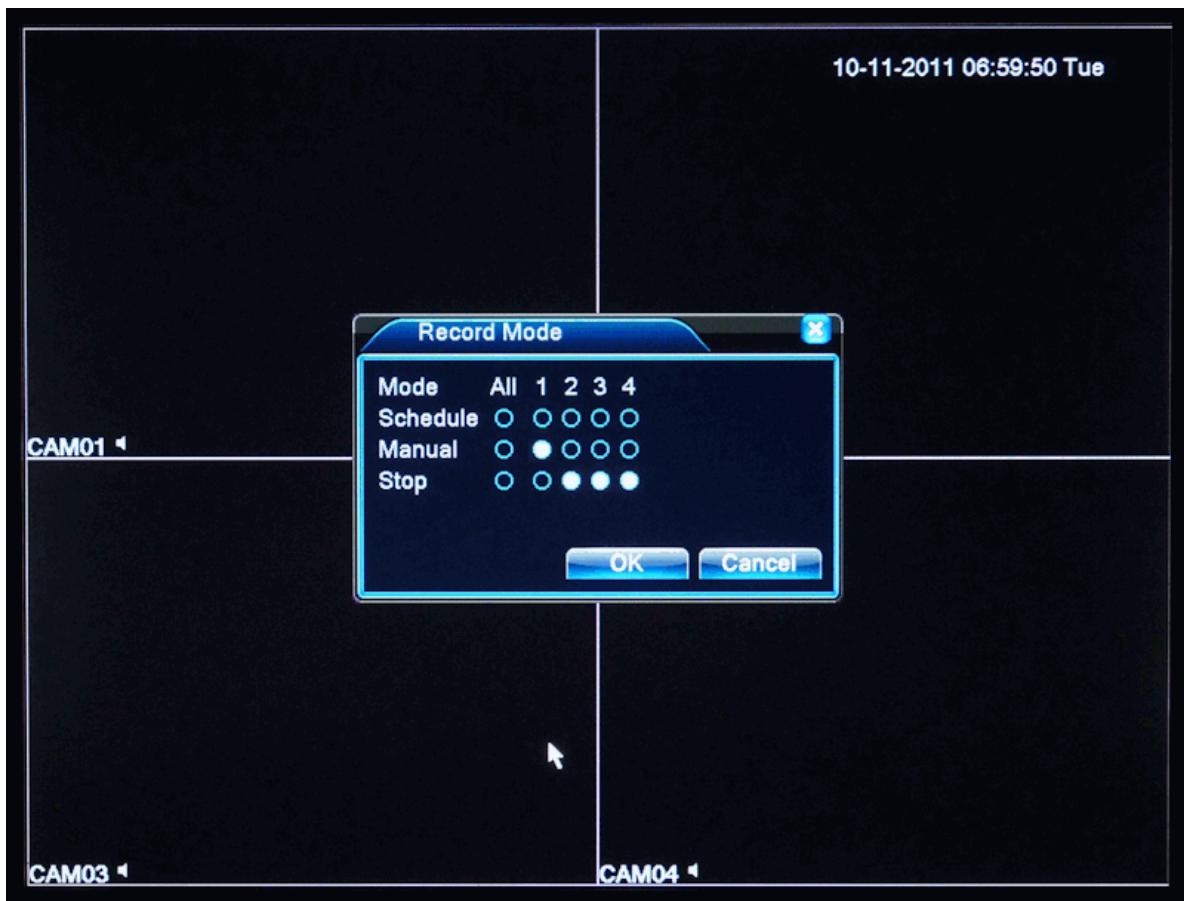 10-11-2011 06:59:50 Tue
Record Mode
Mode All 1 2 3 4
Schedule
Manual
Stop
OK Cancel
CAM01
CAM03
CAM04